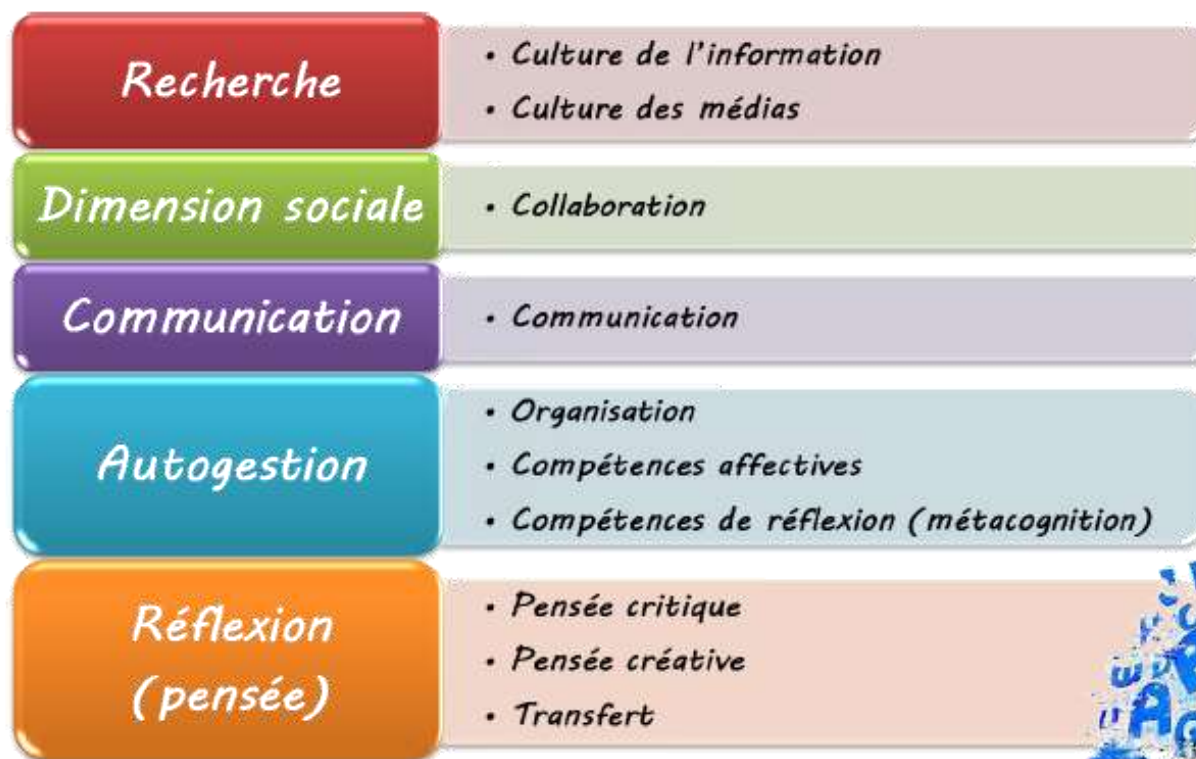 Recherche
• Culture de l'information
• Culture des médias
Dimension sociale
• Collaboration
Communication
• Communication
Autogestion
• Organisation
• Compétences affectives
• Compétences de réflexion (métacognition)
Réflexion
(pensée)
• Pensée critique
• Pensée créative
• Transfert